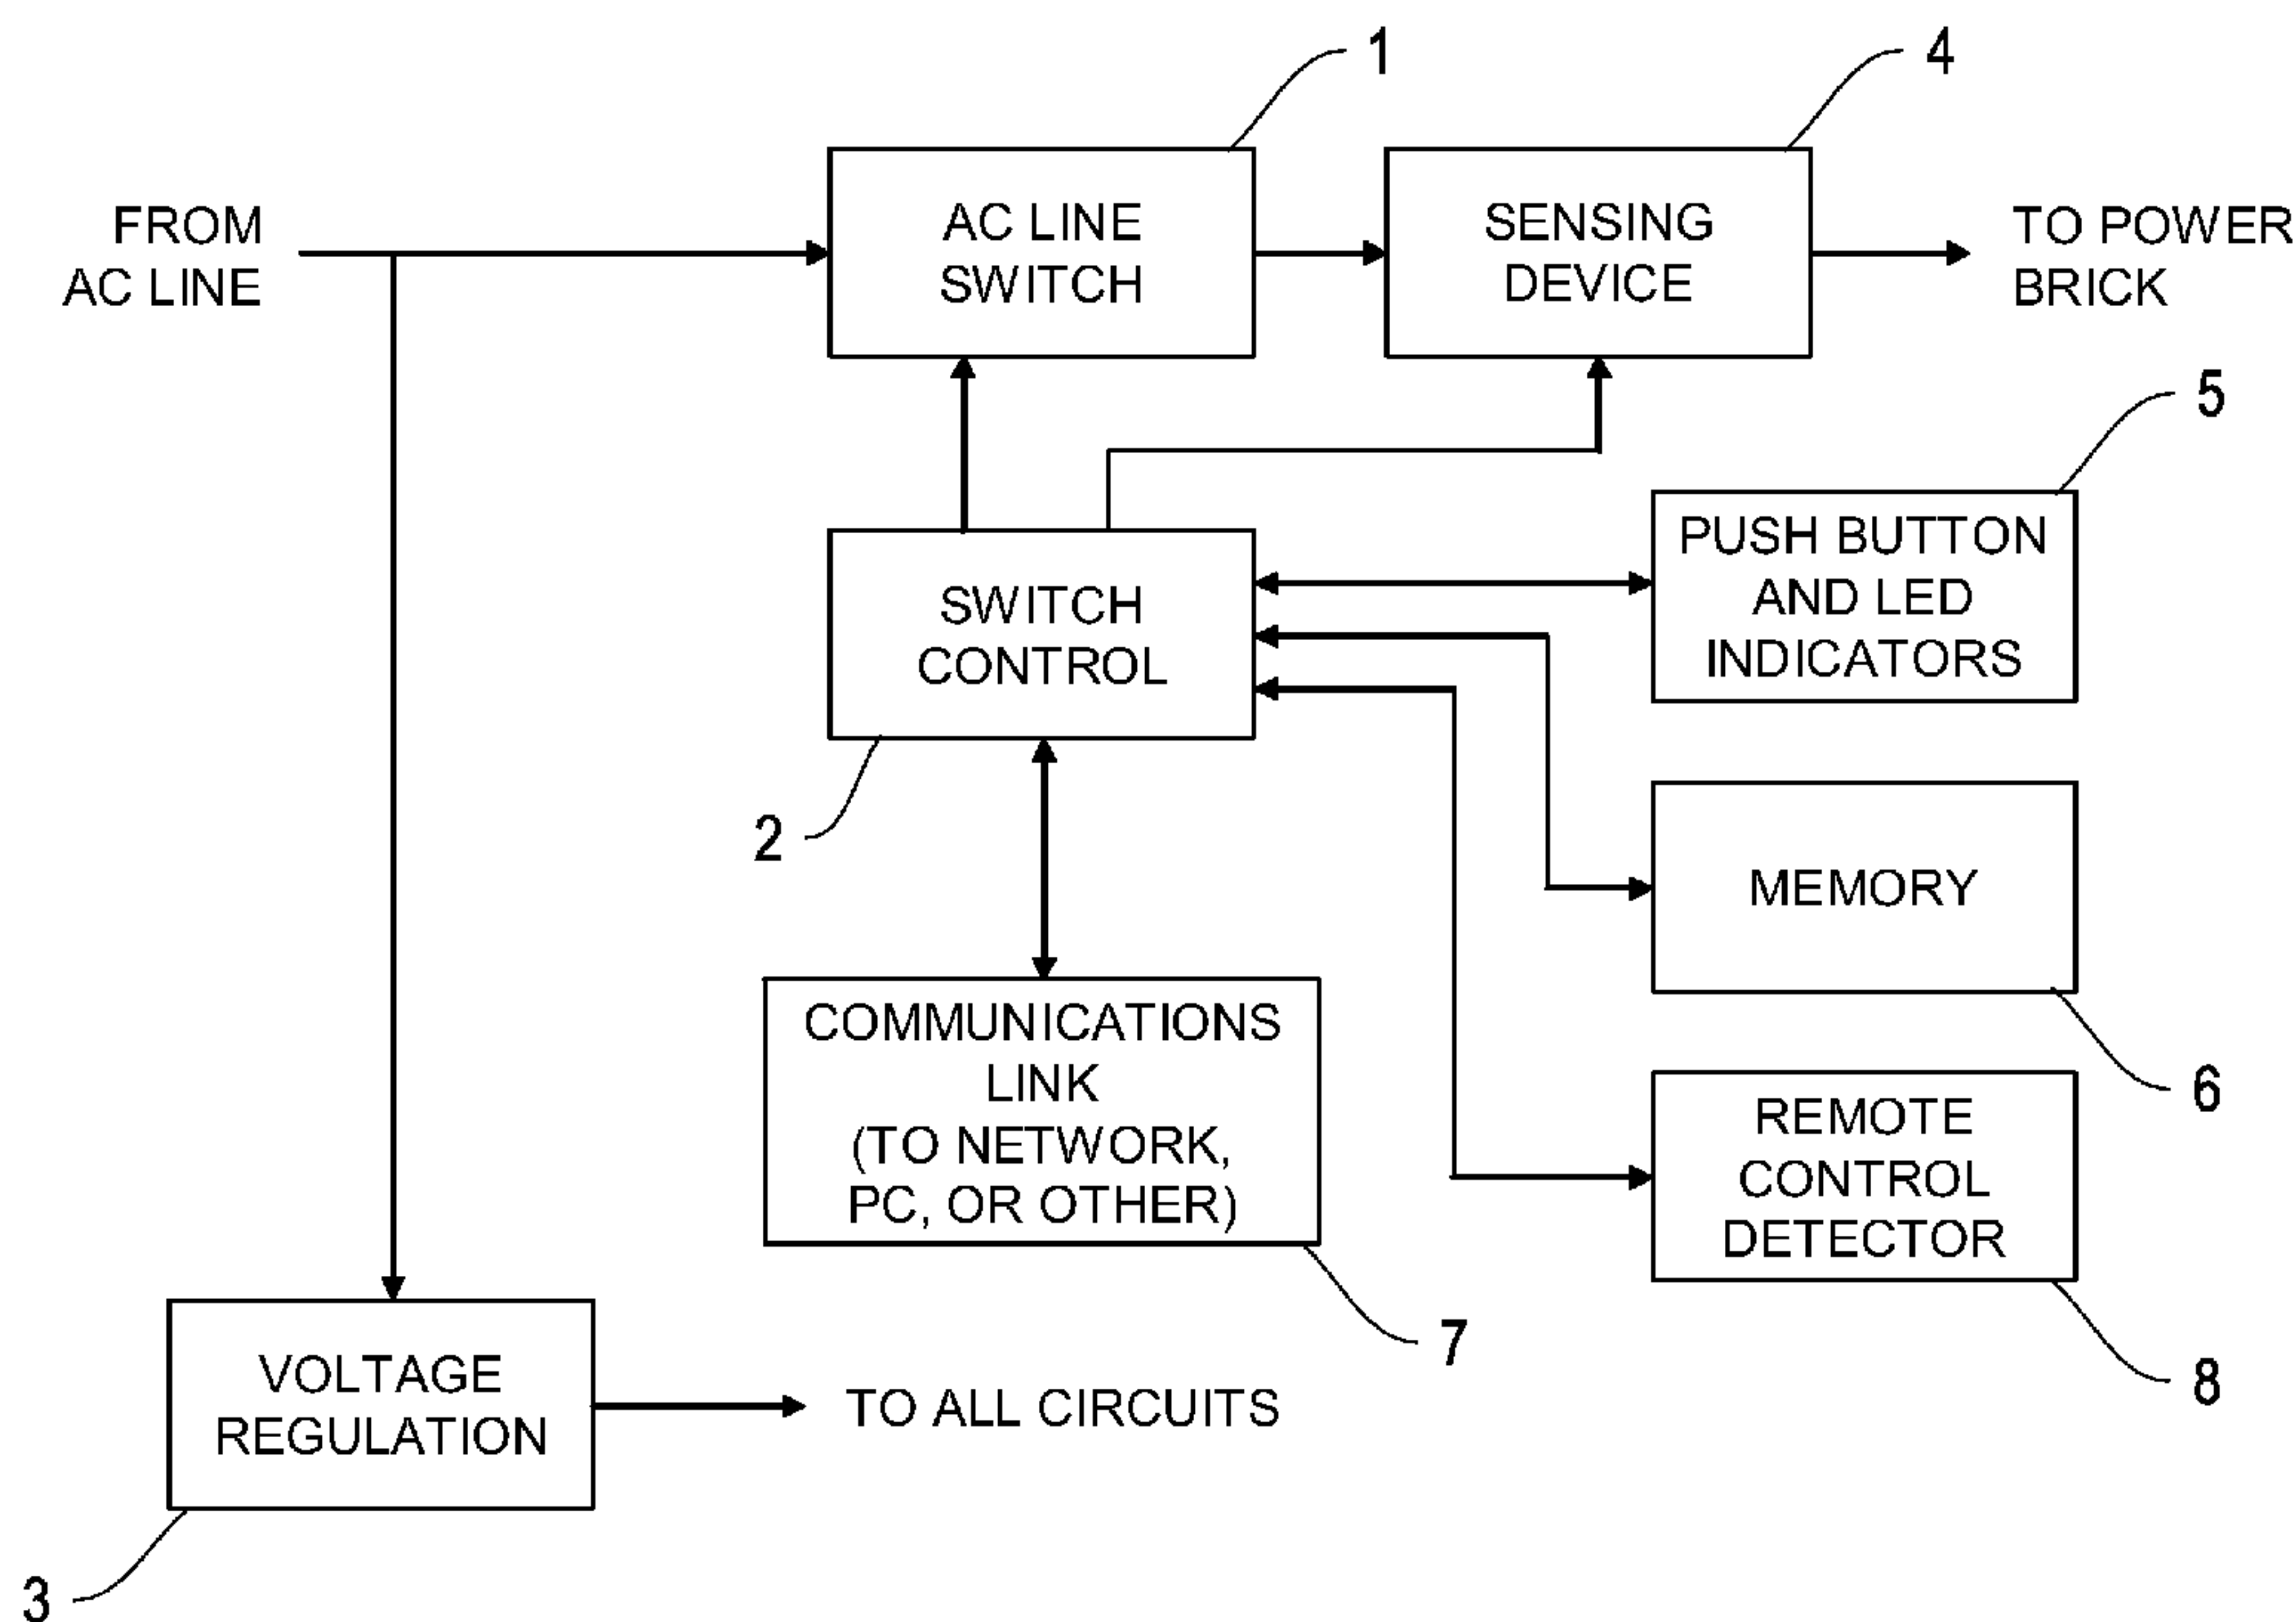 1
4
FROM
AC LINE
AC LINE
SWITCH
SENSING
DEVICE
TO POWER
BRICK
5
PUSH BUTTON
AND LED
INDICATORS
SWITCH
CONTROL
2
MEMORY
6
COMMUNICATIONS
LINK
(TO NETWORK,
PC, OR OTHER)
7
REMOTE
CONTROL
DETECTOR
8
VOLTAGE
REGULATION
TO ALL CIRCUITS
3